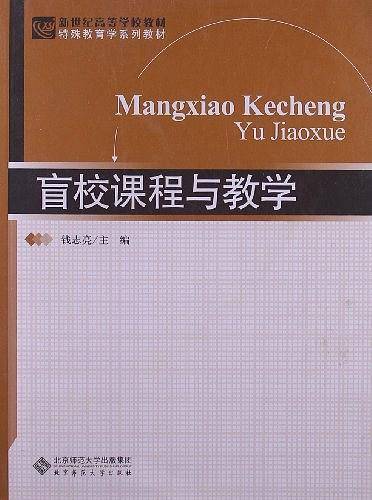 新世纪高等学校教材
特殊教育学系列教材
Mangxiao Kecheng
Yu Jiaoxue
盲校课程与教学
钱志亮/主 编
北京师范大学出版集团
北京师范大学出版社